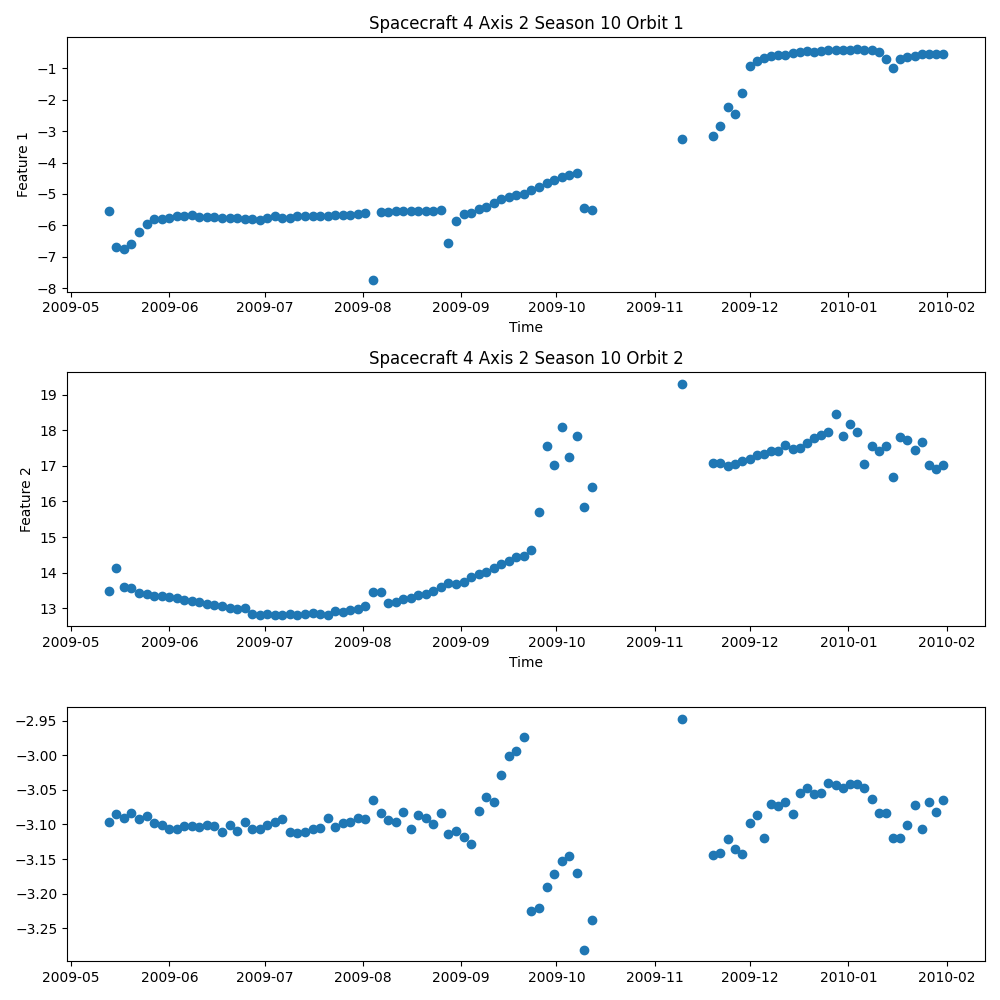 Spacecraft 4 Axis 2 Season 10 Orbit 1
Feature 1
−1
−2
−3
−4
−5
−6
−7
−8
2009-05 2009-06 2009-07 2009-08 2009-09 2009-10 2009-11 2009-12 2010-01 2010-02
Time
Spacecraft 4 Axis 2 Season 10 Orbit 2
Feature 2
19
18
17
16
15
14
13
2009-05 2009-06 2009-07 2009-08 2009-09 2009-10 2009-11 2009-12 2010-01 2010-02
Time
−2.95
−3.00
−3.05
−3.10
−3.15
−3.20
−3.25
2009-05 2009-06 2009-07 2009-08 2009-09 2009-10 2009-11 2009-12 2010-01 2010-02